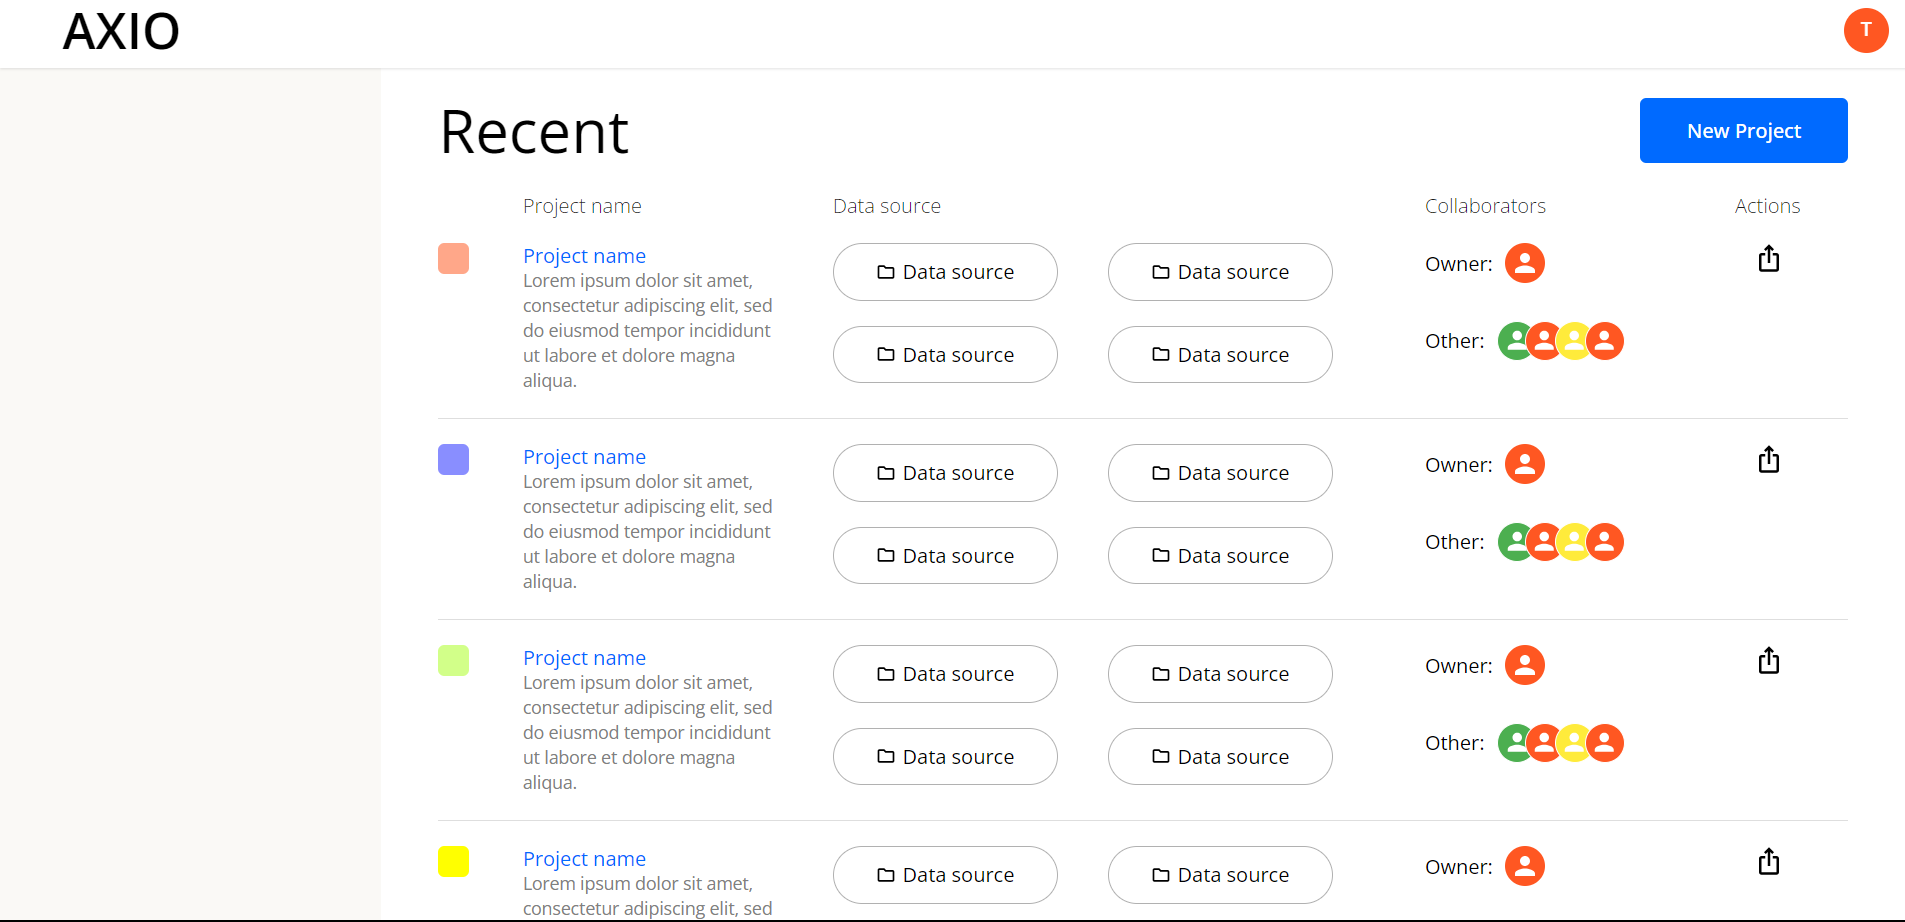 AXIO
T
Recent
New Project
Project name
Data source
Collaborators
Actions
Project name
Lorem ipsum dolor sit amet,
consectetur adipiscing elit, sed
do eiusmod tempor incididunt
ut labore et dolore magna
aliqua.
Data source
Data source
Data source
Data source
Owner:
Other:
Project name
Lorem ipsum dolor sit amet,
consectetur adipiscing elit, sed
do eiusmod tempor incididunt
ut labore et dolore magna
aliqua.
Data source
Data source
Data source
Data source
Owner:
Other:
Project name
Lorem ipsum dolor sit amet,
consectetur adipiscing elit, sed
do eiusmod tempor incididunt
ut labore et dolore magna
aliqua.
Data source
Data source
Data source
Data source
Owner:
Other:
Project name
Lorem ipsum dolor sit amet,
consectetur adipiscing elit, sed
Data source
Data source
Owner: